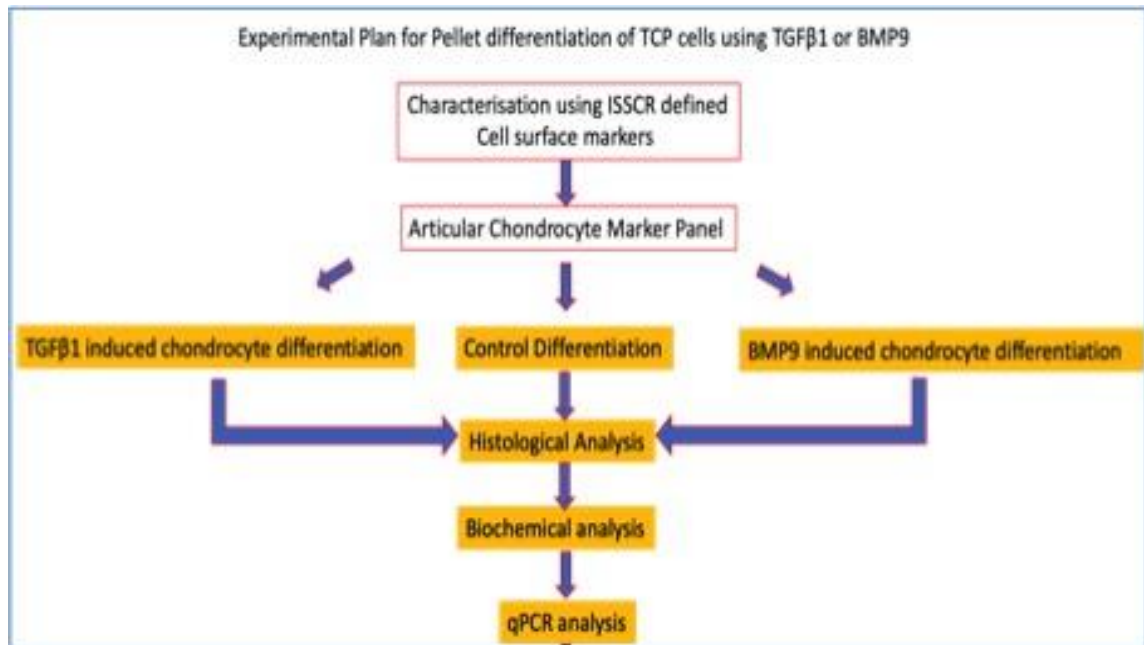 Experimental Plan for Pellet differentiation of TCP cells using TGFβ1 or BMP9
Characterisation using ISSCR defined
Cell surface markers
Articular Chondrocyte Marker Panel
TGFβ1 induced chondrocyte differentiation
Control Differentiation
BMP9 induced chondrocyte differentiation
Histological Analysis
Biochemical analysis
qPCR analysis